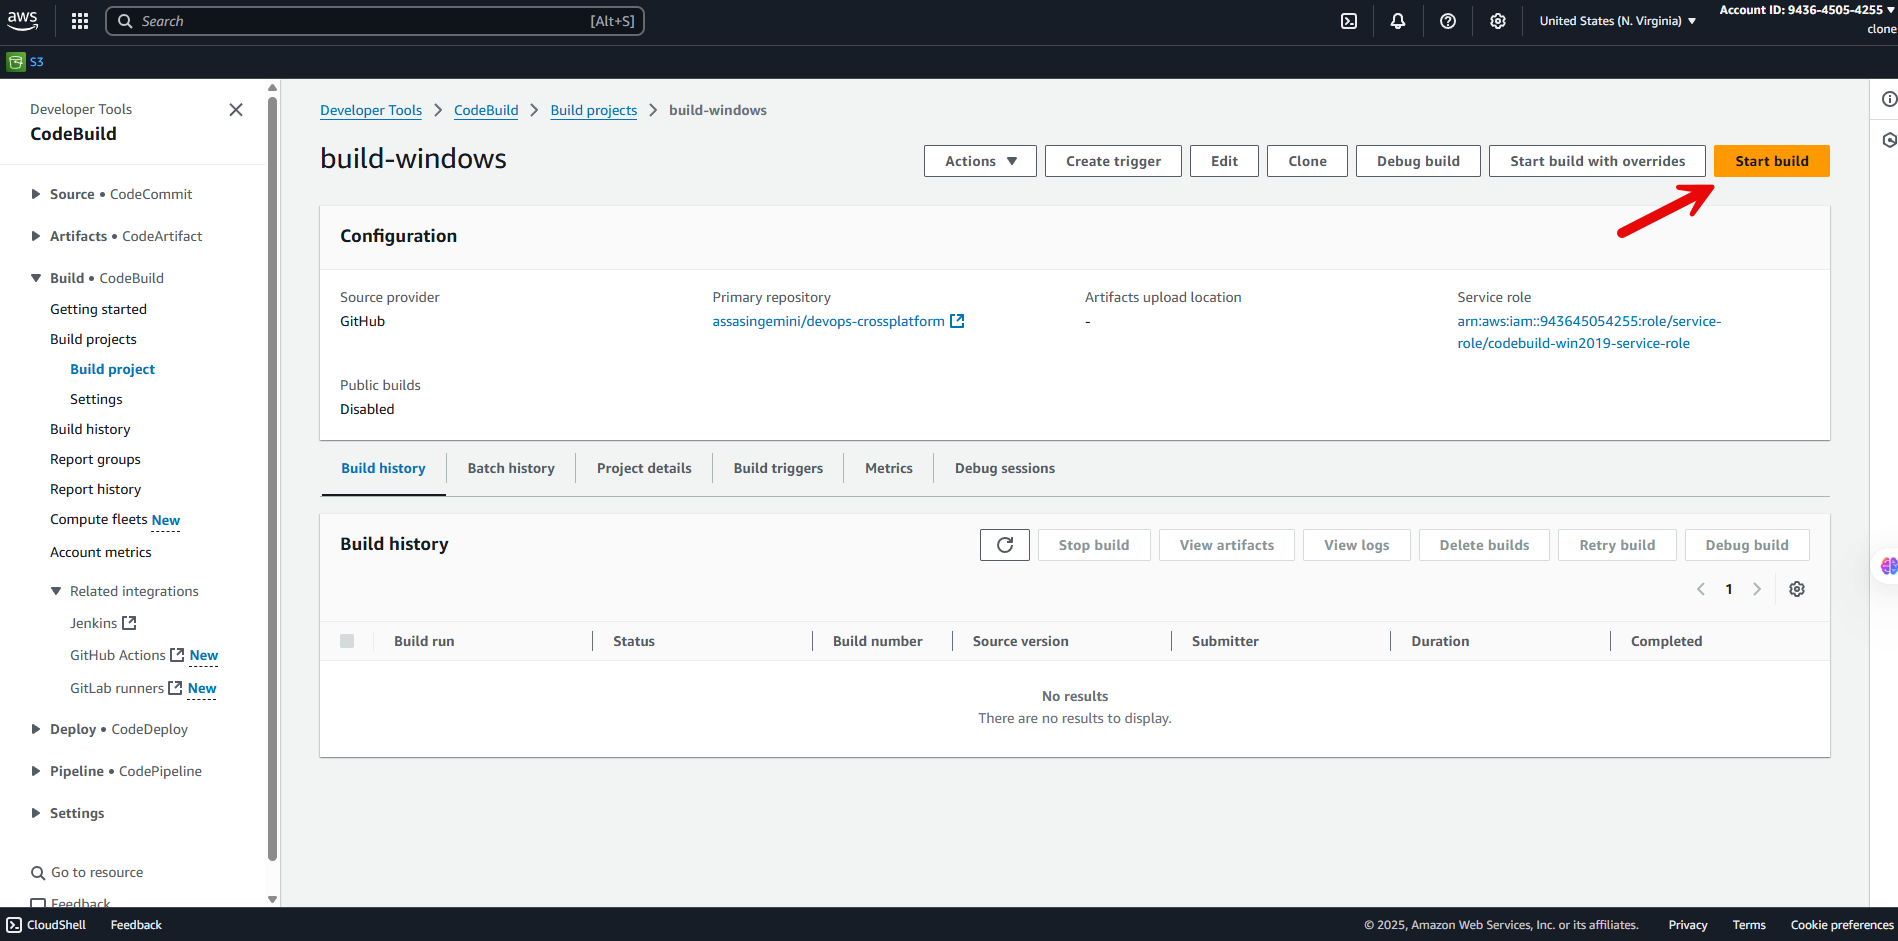 aws
Search
[Alt+S]
United States (N. Virginia)
Account ID: 9436-4505-4255
clone
S3
Developer Tools
CodeBuild
Source • CodeCommit
Artifacts • CodeArtifact
Build • CodeBuild
Getting started
Build projects
Build project
Settings
Build history
Report groups
Report history
Compute fleets New
Account metrics
Related integrations
Jenkins
GitHub Actions New
GitLab runners New
Deploy • CodeDeploy
Pipeline • CodePipeline
Settings
Go to resource
Feedback
Developer Tools > CodeBuild > Build projects > build-windows
build-windows
Actions
Create trigger
Edit
Clone
Debug build
Start build with overrides
Start build
Configuration
Source provider
GitHub
Primary repository
assasingemini/devops-crossplatform
Artifacts upload location
-
Service role
arn:aws:iam::943645054255:role/service-
role/codebuild-win2019-service-role
Public builds
Disabled
Build history
Batch history
Project details
Build triggers
Metrics
Debug sessions
Build history
Stop build
View artifacts
View logs
Delete builds
Retry build
Debug build
1
Build run
Status
Build number
Source version
Submitter
Duration
Completed
No results
There are no results to display.
CloudShell
Feedback
© 2025, Amazon Web Services, Inc. or its affiliates.
Privacy
Terms
Cookie preferences